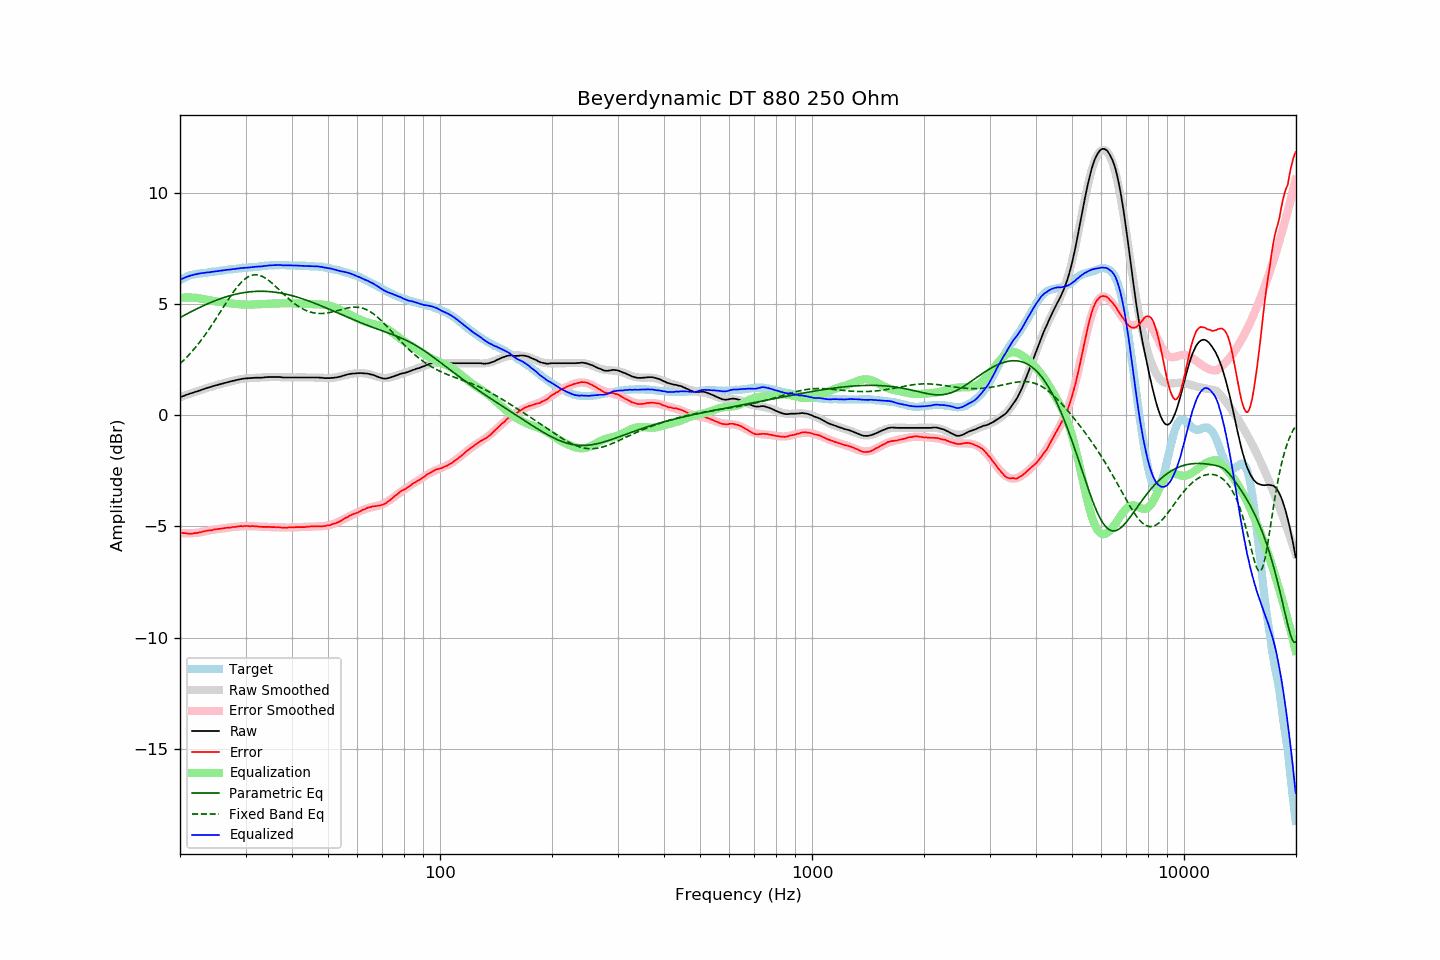 Beyerdynamic DT 880 250 Ohm
10
5
0
−5
−10
−15
Amplitude (dBr)
Target
Raw Smoothed
Error Smoothed
Raw
Error
Equalization
Parametric Eq
Fixed Band Eq
Equalized
100 1000 10000
Frequency (Hz)